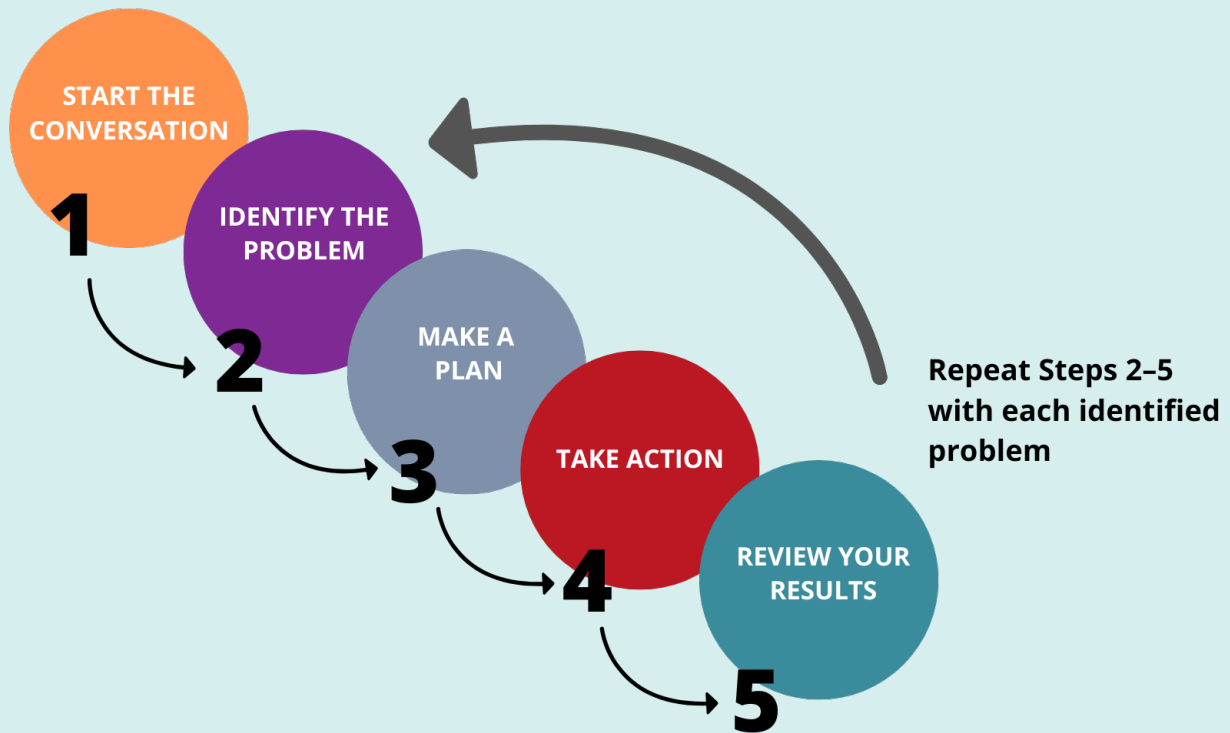 START THE
CONVERSATION
1
IDENTIFY THE
PROBLEM
2
MAKE A
PLAN
3
TAKE ACTION
4
REVIEW YOUR
RESULTS
5
Repeat Steps 2–5
with each identified
problem